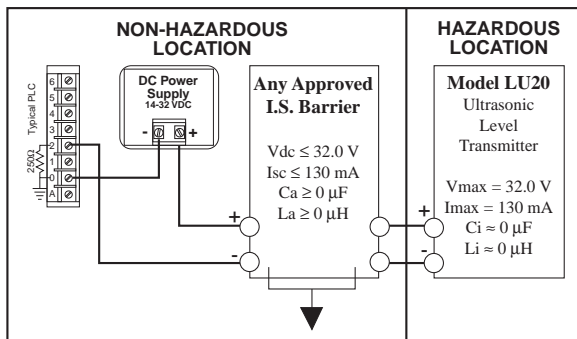 NON-HAZARDOUS
LOCATION
HAZARDOUS
LOCATION
Typical PLC
6
5
4
3
2
1
0
A
250Ω
DC Power
Supply
14-32 VDC
- +
Any Approved
I.S. Barrier
Vdc ≤ 32.0 V
Isc ≤ 130 mA
Ca ≥ 0 µF
La ≥ 0 µH
+
-
Model LU20
Ultrasonic
Level
Transmitter
Vmax = 32.0 V
Imax = 130 mA
Ci ≈ 0 µF
Li ≈ 0 µH
+
-